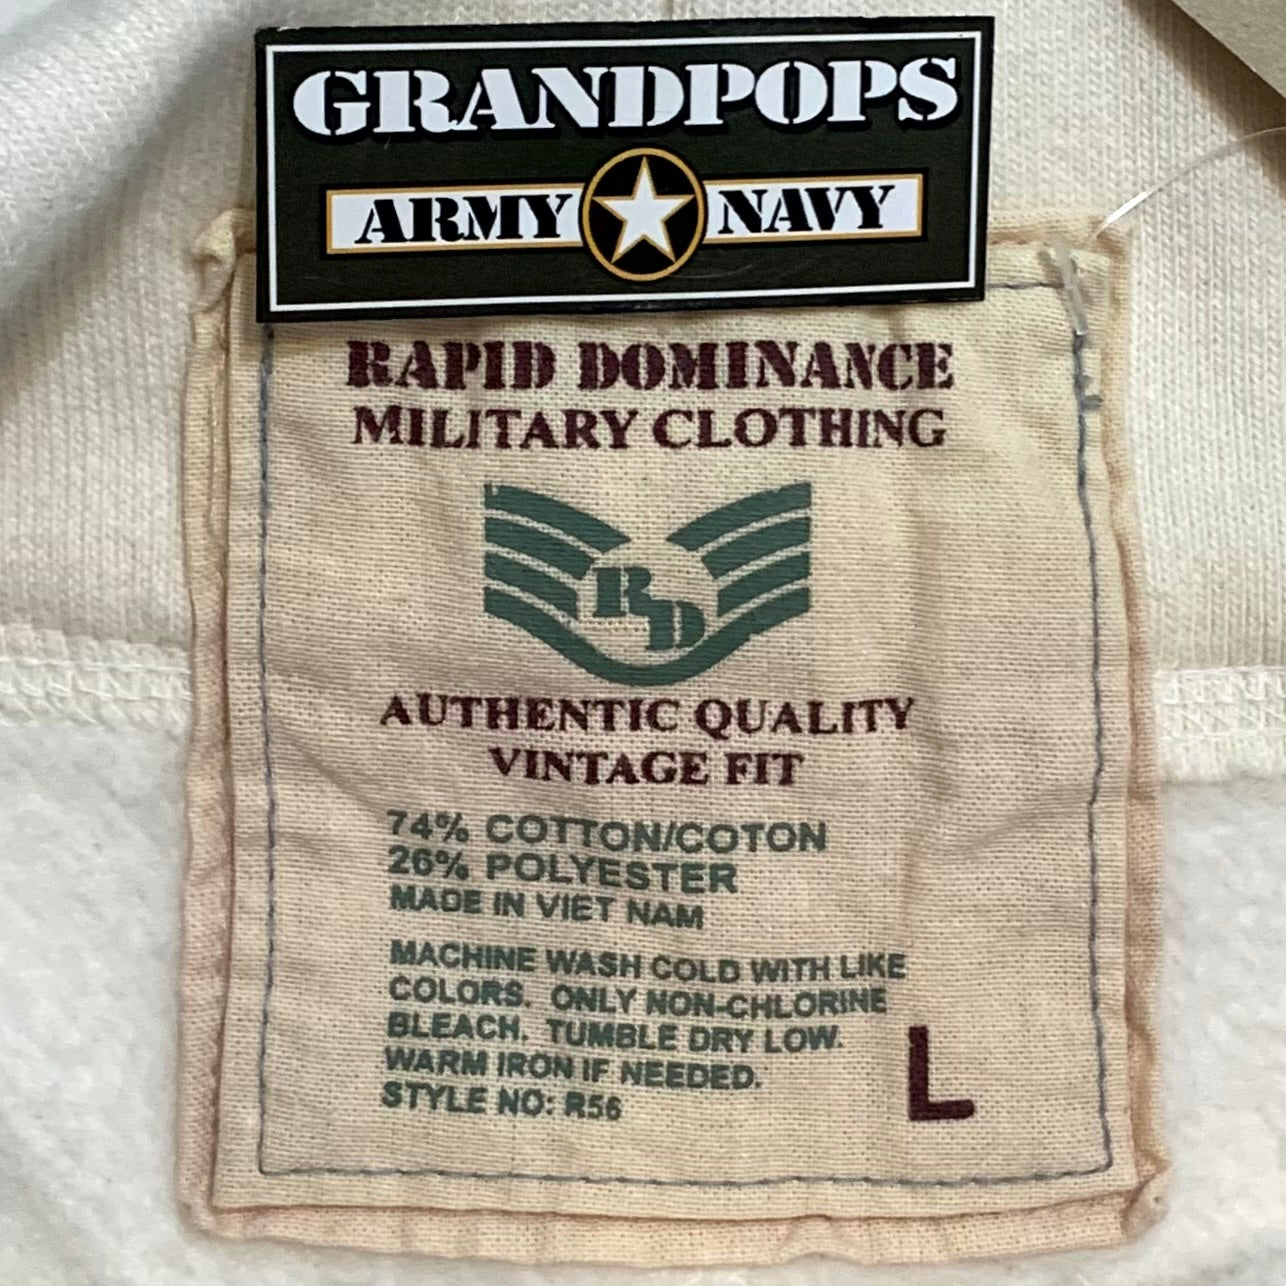 GRANDPOPS
ARMY NAVY
RAPID DOMINANCE
MILITARY CLOTHING
RD
AUTHENTIC QUALITY
VINTAGE FIT
74% COTTON/COTON
26% POLYESTER
MADE IN VIET NAM
MACHINE WASH COLD WITH LIKE
COLORS. ONLY NON-CHLORINE
BLEACH. TUMBLE DRY LOW.
WARM IRON IF NEEDED.
STYLE NO: R56
L